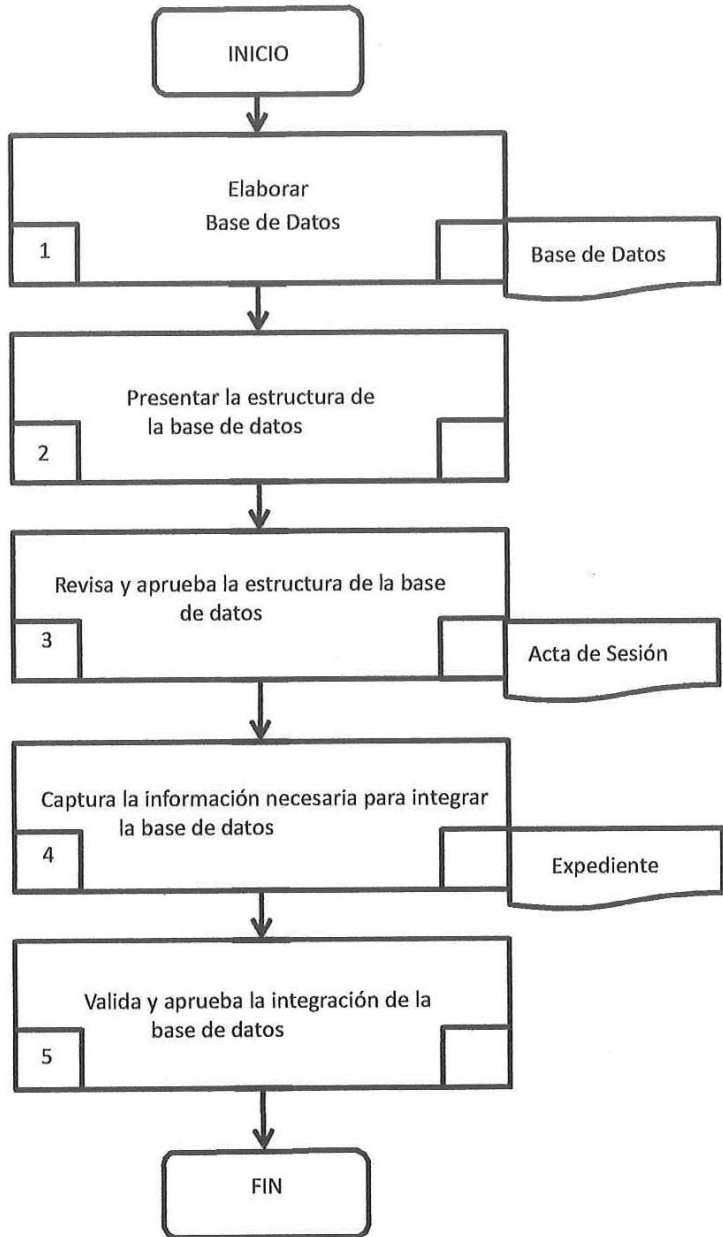 INICIO
Elaborar
Base de Datos
1
Base de Datos
Presentar la estructura de
la base de datos
2
Revisa y aprueba la estructura de la base
de datos
3
Acta de Sesión
Captura la información necesaria para integrar
la base de datos
4
Expediente
Valida y aprueba la integración de la
base de datos
5
FIN